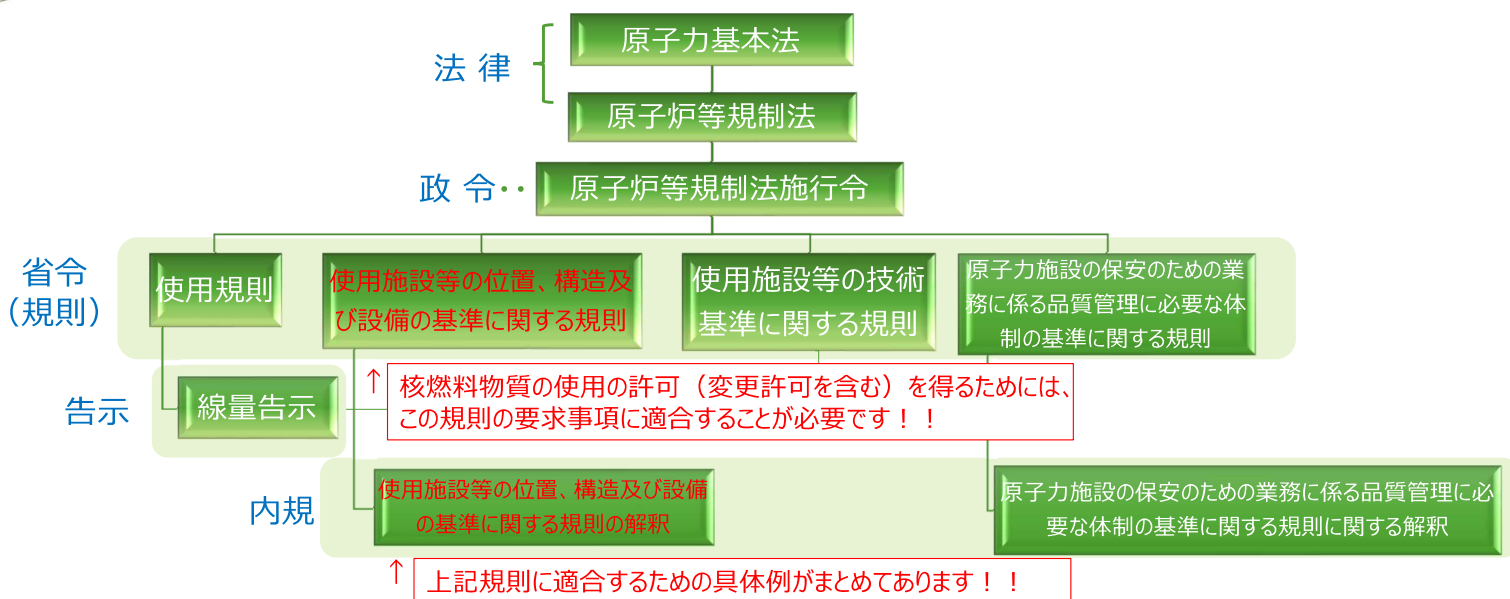 法 律
原子力基本法
原子炉等規制法
政 令‥
原子炉等規制法施行令
省令
（規則）
使用規則
使用施設等の位置、構造及
び設備の基準に関する規則
使用施設等の技術
基準に関する規則
原子力施設の保安のための業
務に係る品質管理に必要な体
制の基準に関する規則
告示
線量告示
↑
核燃料物質の使用の許可（変更許可を含む）を得るためには、
この規則の要求事項に適合することが必要です！！
内規
使用施設等の位置、構造及び設備
の基準に関する規則の解釈
原子力施設の保安のための業務に係る品質管理に必
要な体制の基準に関する規則に関する解釈
↑
上記規則に適合するための具体例がまとめてあります！！